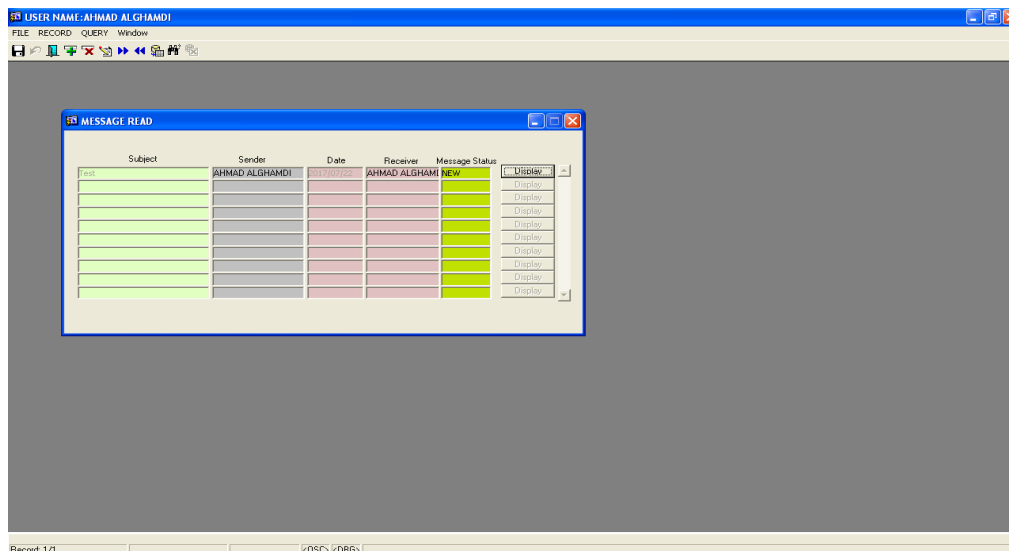 USER NAME:AHMAD ALGHAMDI
FILE RECORD QUERY Window
MESSAGE READ
Subject Sender Date Receiver Message Status
Test AHMAD ALGHAMDI 2017/07/22 AHMAD ALGHAMI NEW Display
Display
Display
Display
Display
Display
Display
Display
Display
Display
Record: 1/1 <OSC> <DBG>